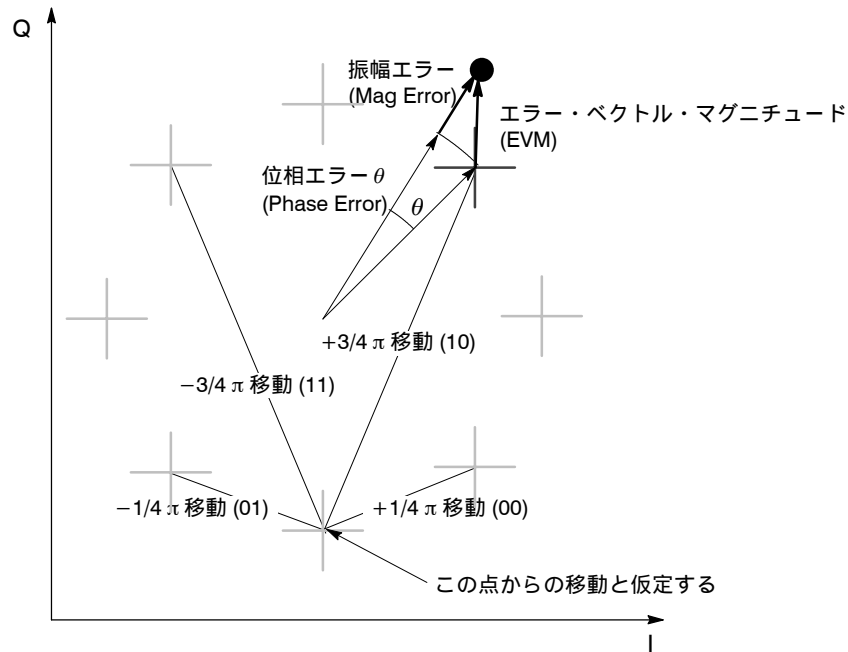 Q
振幅エラー
(Mag Error)
エラー・ベクトル・マグニチュード
(EVM)
位相エラー θ
(Phase Error)
θ
+3/4 π 移動 (10)
−3/4 π 移動 (11)
−1/4 π 移動 (01)
+1/4 π 移動 (00)
この点からの移動と仮定する
I